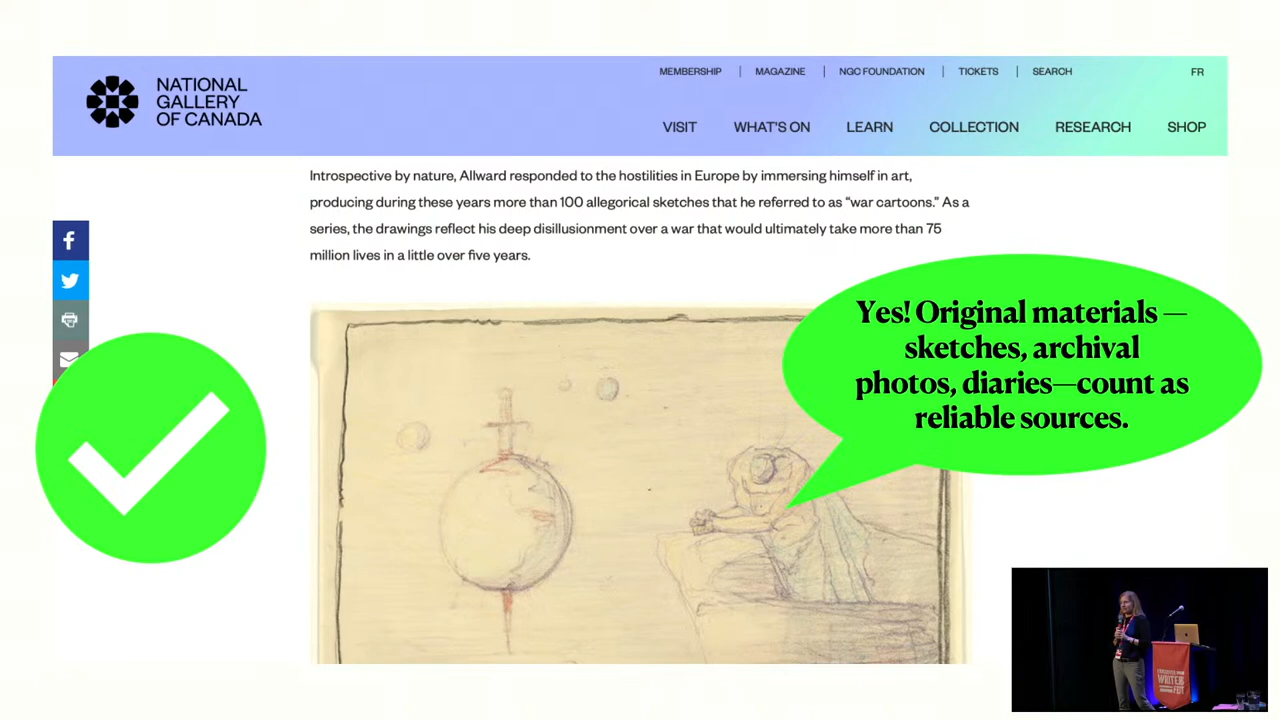 NATIONAL
GALLERY
OF CANADA
MEMBERSHIP | MAGAZINE | NGC FOUNDATION | TICKETS | SEARCH FR
VISIT WHAT'S ON LEARN COLLECTION RESEARCH SHOP
Introspective by nature, Allward responded to the hostilities in Europe by immersing himself in art,
producing during these years more than 100 allegorical sketches that he referred to as “war cartoons.” As a
series, the drawings reflect his deep disillusionment over a war that would ultimately take more than 75
million lives in a little over five years.
Yes! Original materials —
sketches, archival
photos, diaries—count as
reliable sources.
WRITER